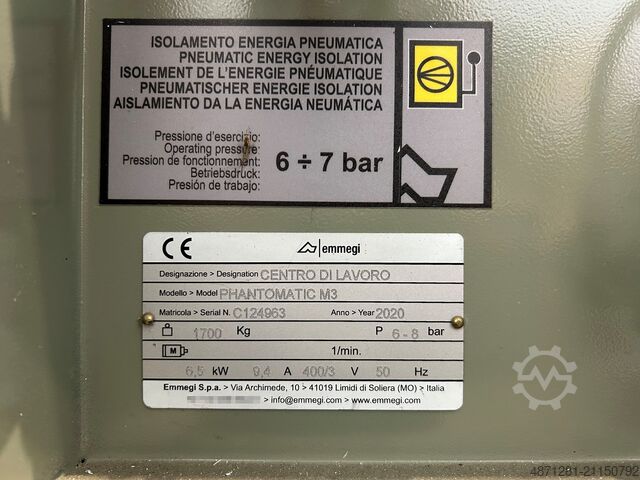 ISOLAMENTO ENERGIA PNEUMATICA
PNEUMATIC ENERGY ISOLATION
ISOLEMENT DE L'ENERGIE PNÉUMATIQUE
PNEUMATISCHER ENERGIE ISOLATION
AISLAMIENTO DA LA ENERGIA NEUMÁTICA
Pressione d'esercizio:
Operating pressure:
Pression de fonctionnement:
Betriebsdruck:
Presión de trabajo:
6 ÷ 7 bar
CE emmegi
Designazione > Designation CENTRO DI LAVORO
Modello > Model PHANTOMATIC M3
Matricola > Serial N. C124963 Anno > Year 2020
1700 Kg P 6-8 bar
M 1/min.
6,5 kW 9,4 A 400/3 V 50 Hz
Emmegi S.p.a. > Via Archimede, 10 > 41019 Limidi di Soliera (MO) > Italia
> info@emmegi.com > www.emmegi.com
4871281-21150792